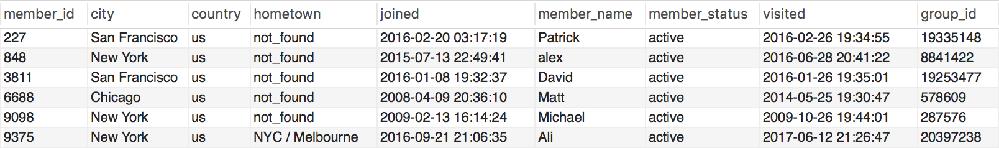 member_id city country hometown joined member_name member_status visited group_id
227 San Francisco us not_found 2016-02-20 03:17:19 Patrick active 2016-02-26 19:34:55 19335148
848 New York us not_found 2015-07-13 22:49:41 alex active 2016-06-28 20:41:22 8841422
3811 San Francisco us not_found 2016-01-08 19:32:37 David active 2016-01-26 19:35:01 19253477
6688 Chicago us not_found 2008-04-09 20:36:10 Matt active 2014-05-25 19:30:47 578609
9098 New York us not_found 2009-02-13 16:14:24 Michael active 2009-10-26 19:44:01 287576
9375 New York us NYC / Melbourne 2016-09-21 21:06:35 Ali active 2017-06-12 21:26:47 20397238